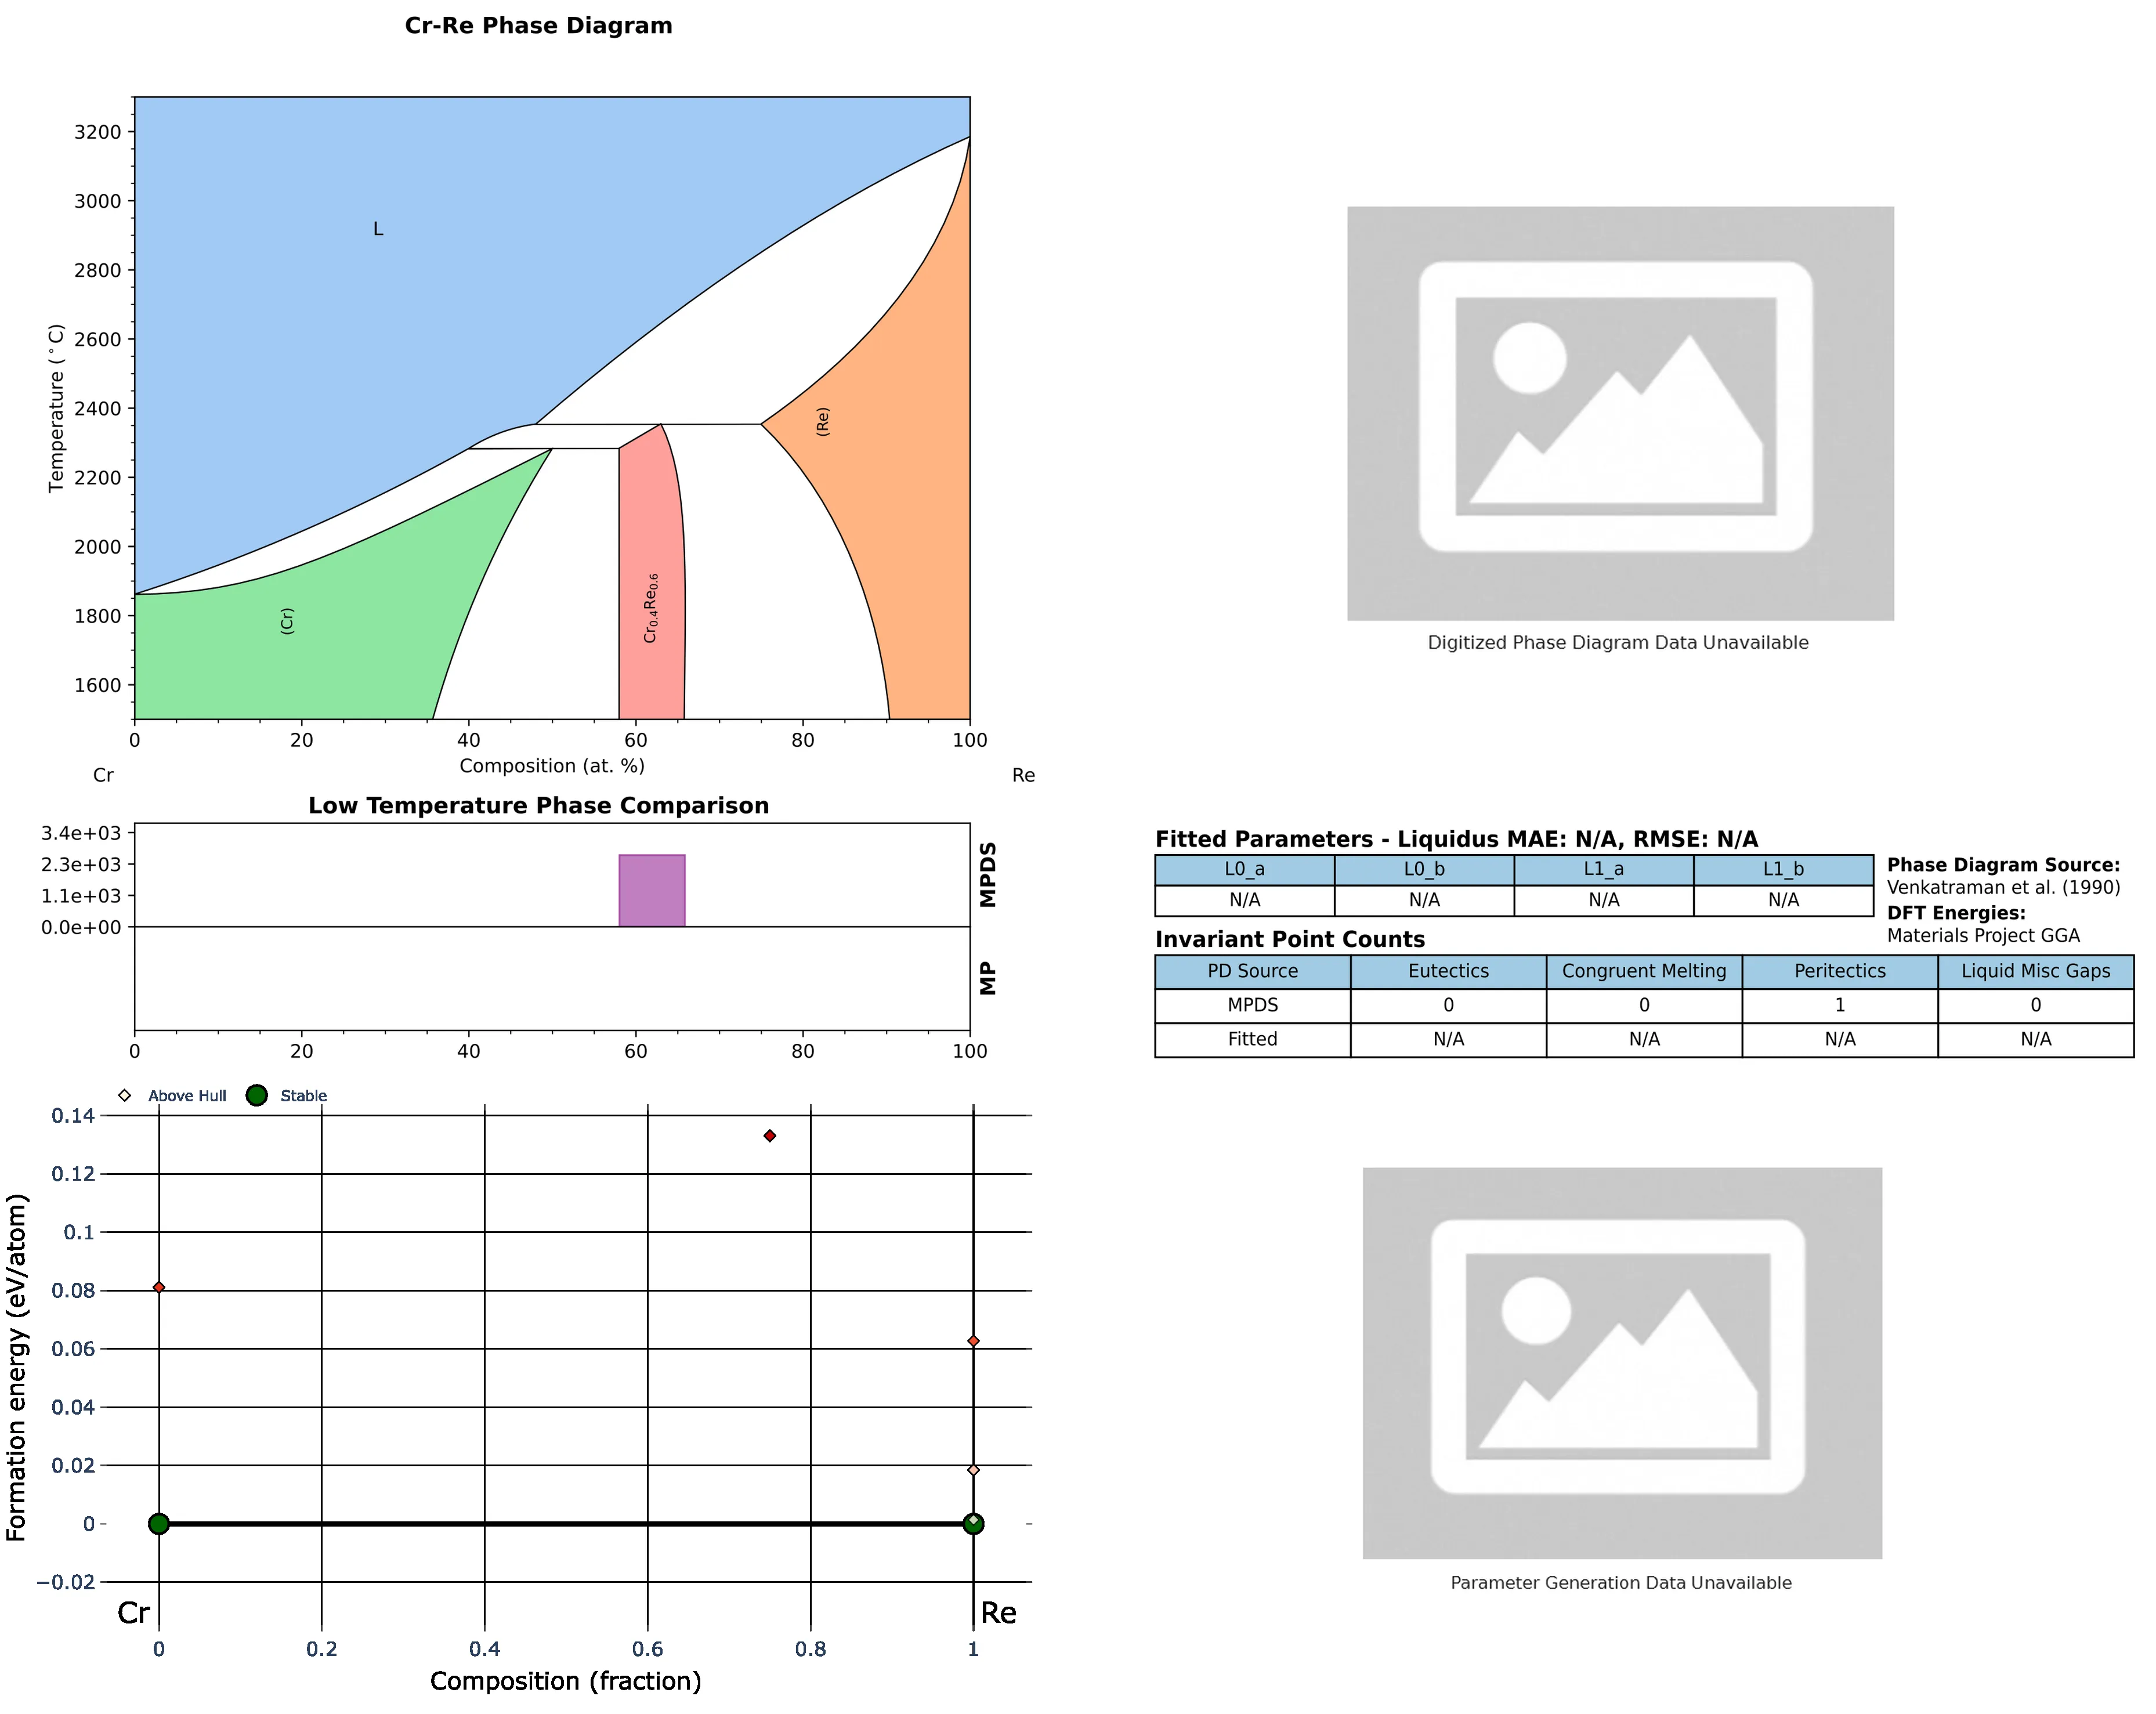 Cr-Re Phase Diagram
3200
3000
2800
2600
2400
2200
2000
1800
1600
Temperature (°C)
L
(Cr)
Cr0.4Re0.6
(Re)
0 20 40 60 80 100
Composition (at. %)
Cr Re
Digitized Phase Diagram Data Unavailable
Low Temperature Phase Comparison
3.4e+03
2.3e+03
1.1e+03
0.0e+00
MPDS
MP
0 20 40 60 80 100
Fitted Parameters - Liquidus MAE: N/A, RMSE: N/A
L0_a L0_b L1_a L1_b
N/A N/A N/A N/A
Phase Diagram Source:
Venkatraman et al. (1990)
DFT Energies:
Materials Project GGA
Invariant Point Counts
PD Source Eutectics Congruent Melting Peritectics Liquid Misc Gaps
MPDS 0 0 1 0
Fitted N/A N/A N/A N/A
Above Hull Stable
0.14
0.12
0.1
0.08
0.06
0.04
0.02
0
−0.02
Formation energy (eV/atom)
Cr Re
0 0.2 0.4 0.6 0.8 1
Composition (fraction)
Parameter Generation Data Unavailable